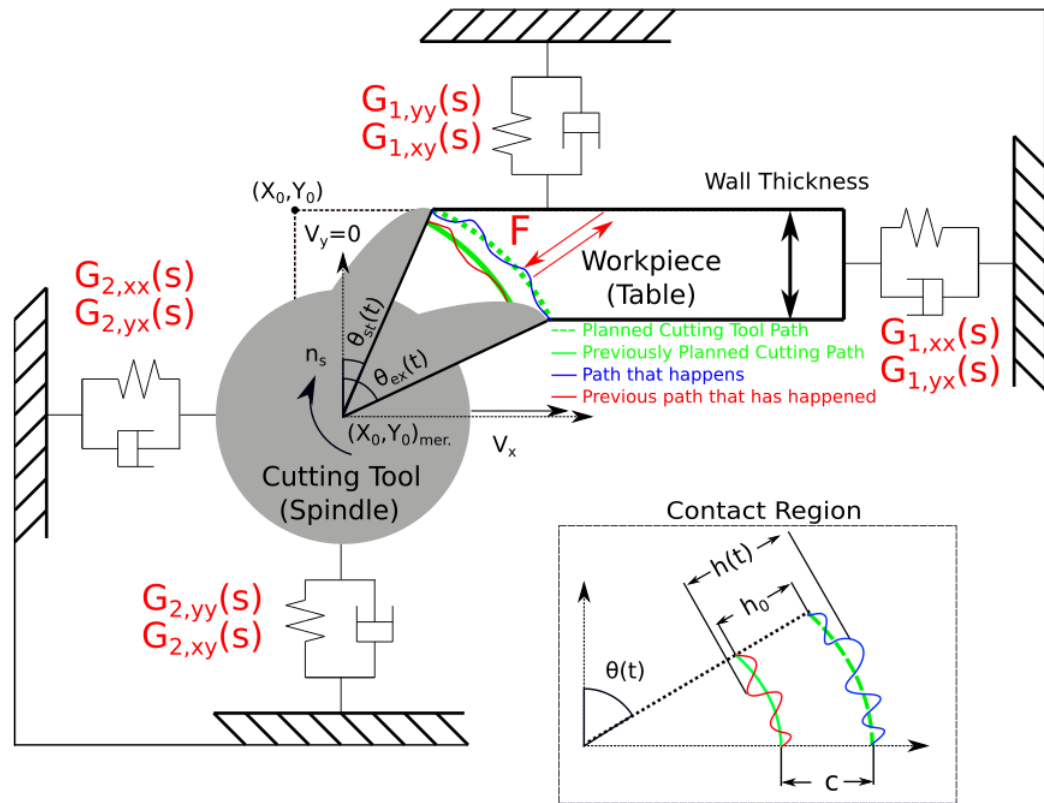 G1,yy(s)
G1,xy(s)
(X0,Y0)
Vy=0
Wall Thickness
F
Workpiece
(Table)
G2,xx(s)
G2,yx(s)
θst(t)
θex(t)
ns
Planned Cutting Tool Path
Previously Planned Cutting Path
Path that happens
Previous path that has happened
G1,xx(s)
G1,yx(s)
(X0,Y0)mer.
Vx
Cutting Tool
(Spindle)
G2,yy(s)
G2,xy(s)
Contact Region
h(t)
h0
θ(t)
c